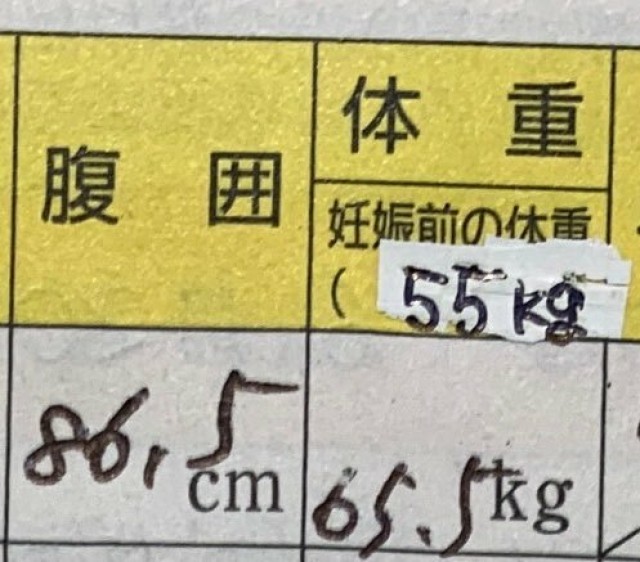 腹囲
体重
妊娠前の体重
( 55kg
86.5cm
65.5kg